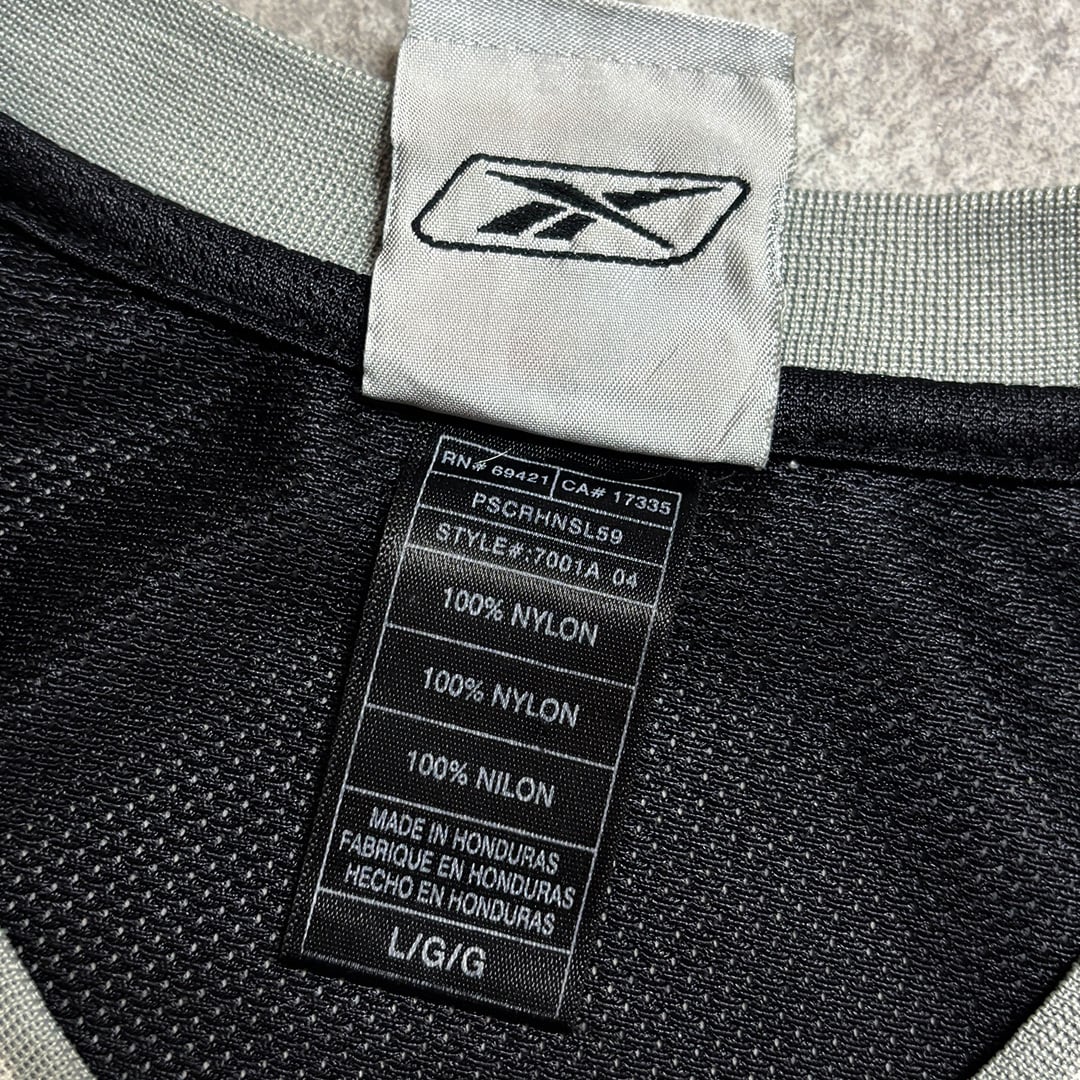 RN# 69421 CA# 17335
PSCRHNSL59
STYLE#:7001A 04
100% NYLON
100% NYLON
100% NILON
MADE IN HONDURAS
FABRIQUE EN HONDURAS
HECHO EN HONDURAS
L/G/G